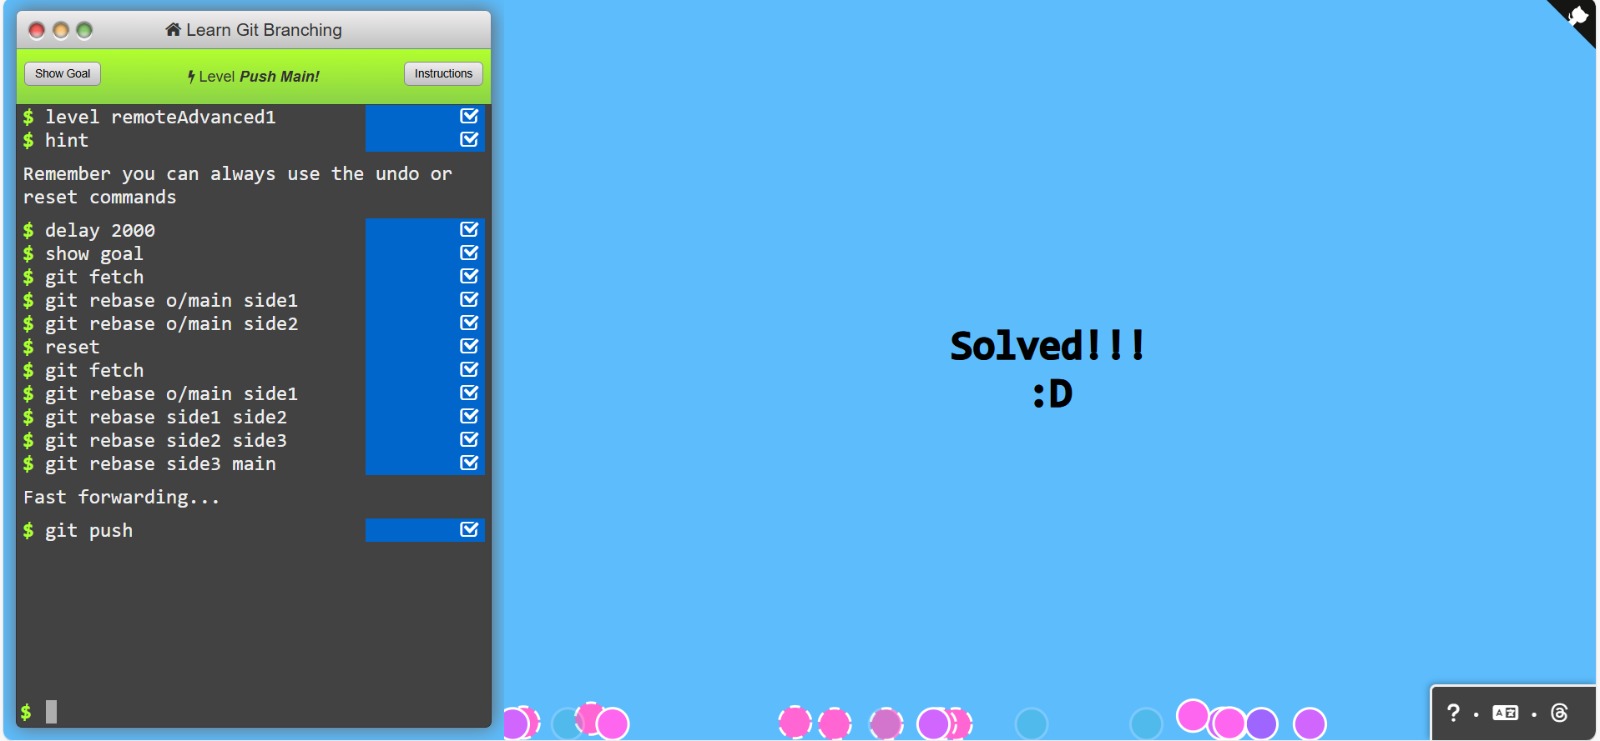 Learn Git Branching
Show Goal
Level Push Main!
Instructions
$ level remoteAdvanced1
$ hint
Remember you can always use the undo or
reset commands
$ delay 2000
$ show goal
$ git fetch
$ git rebase o/main side1
$ git rebase o/main side2
$ reset
$ git fetch
$ git rebase o/main side1
$ git rebase side1 side2
$ git rebase side2 side3
$ git rebase side3 main
Fast forwarding...
$ git push
$
Solved!!!
:D
? · A ·